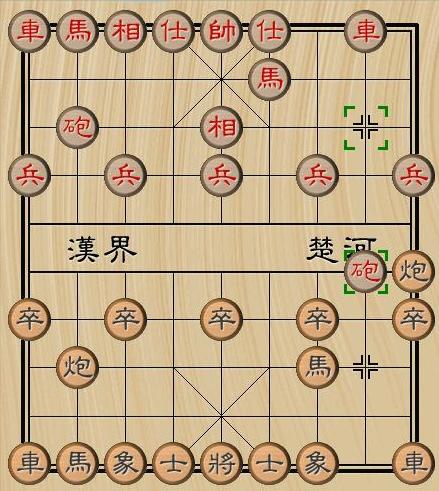 車馬相仕帥仕車
馬
砲相
兵兵兵兵兵
漢界 楚河
砲炮
卒卒卒卒卒
炮馬
車馬象士將士象車